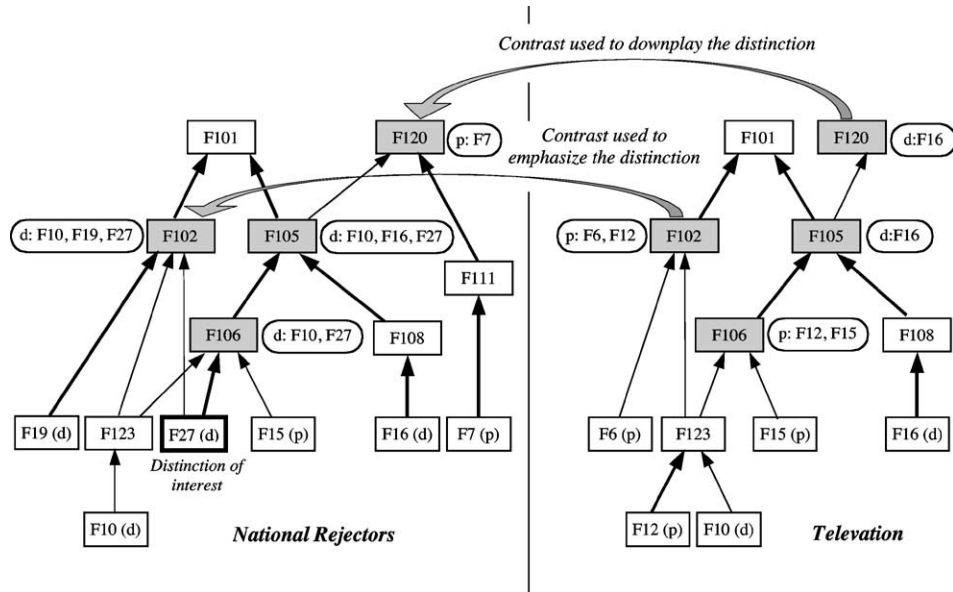 Contrast used to downplay the distinction
F101
F120
p: F7
Contrast used to
emphasize the distinction
F101
F120
d:F16
d: F10, F19, F27
F102
F105
d: F10, F16, F27
p: F6, F12
F102
F105
d:F16
F111
F106
d: F10, F27
F108
F106
p: F12, F15
F108
F19 (d)
F123
F27 (d)
F15 (p)
F16 (d)
F7 (p)
F6 (p)
F123
F15 (p)
F16 (d)
Distinction of
interest
F10 (d)
National Rejectors
F12 (p)
F10 (d)
Televation